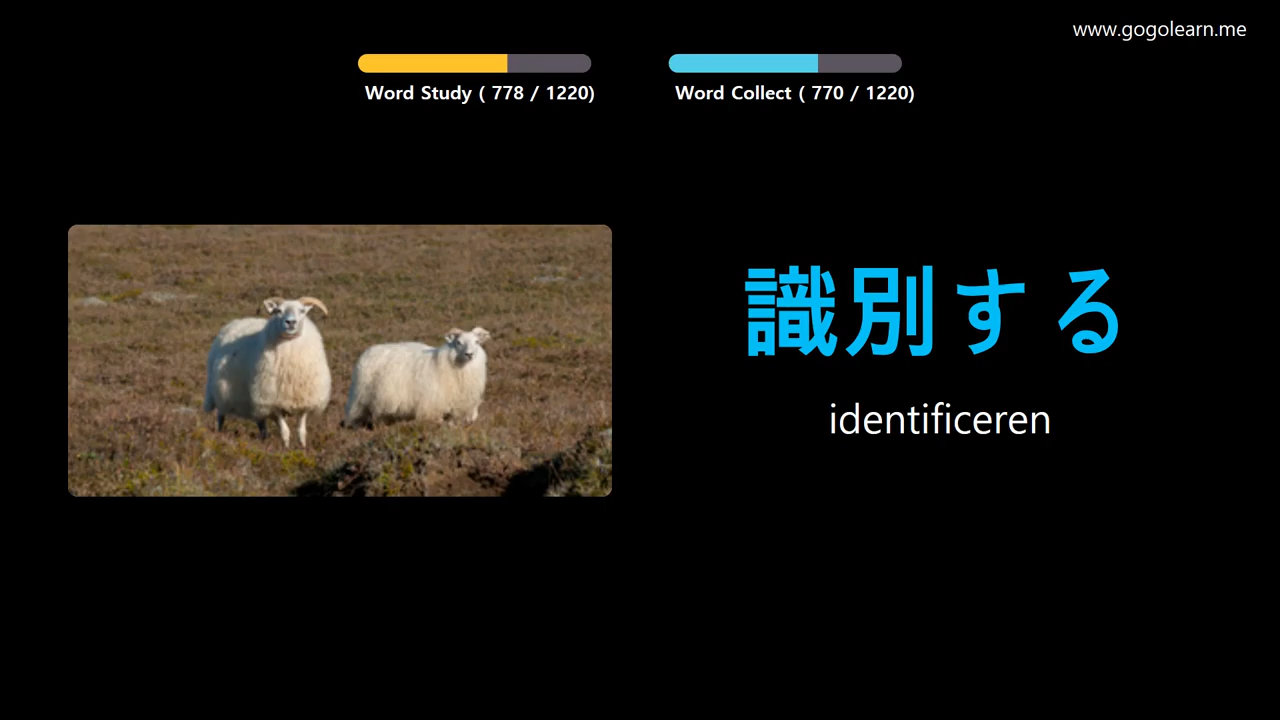 www.gogolearn.me
Word Study ( 778 / 1220)
Word Collect ( 770 / 1220)
識別する
identificeren